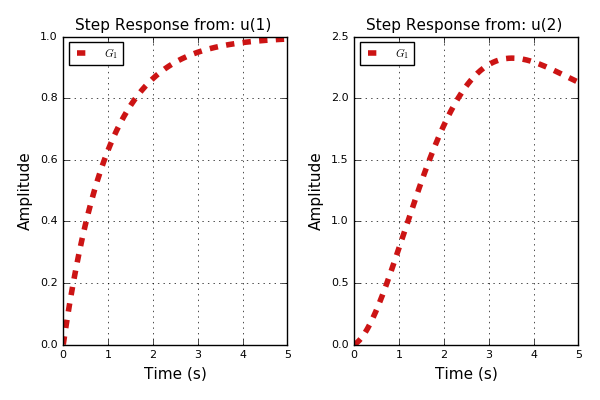 Step Response from: u(1)
1.0
0.8
0.6
0.4
0.2
0.0
Amplitude
G1
0 1 2 3 4 5
Time (s)
Step Response from: u(2)
2.5
2.0
1.5
1.0
0.5
0.0
Amplitude
G1
0 1 2 3 4 5
Time (s)